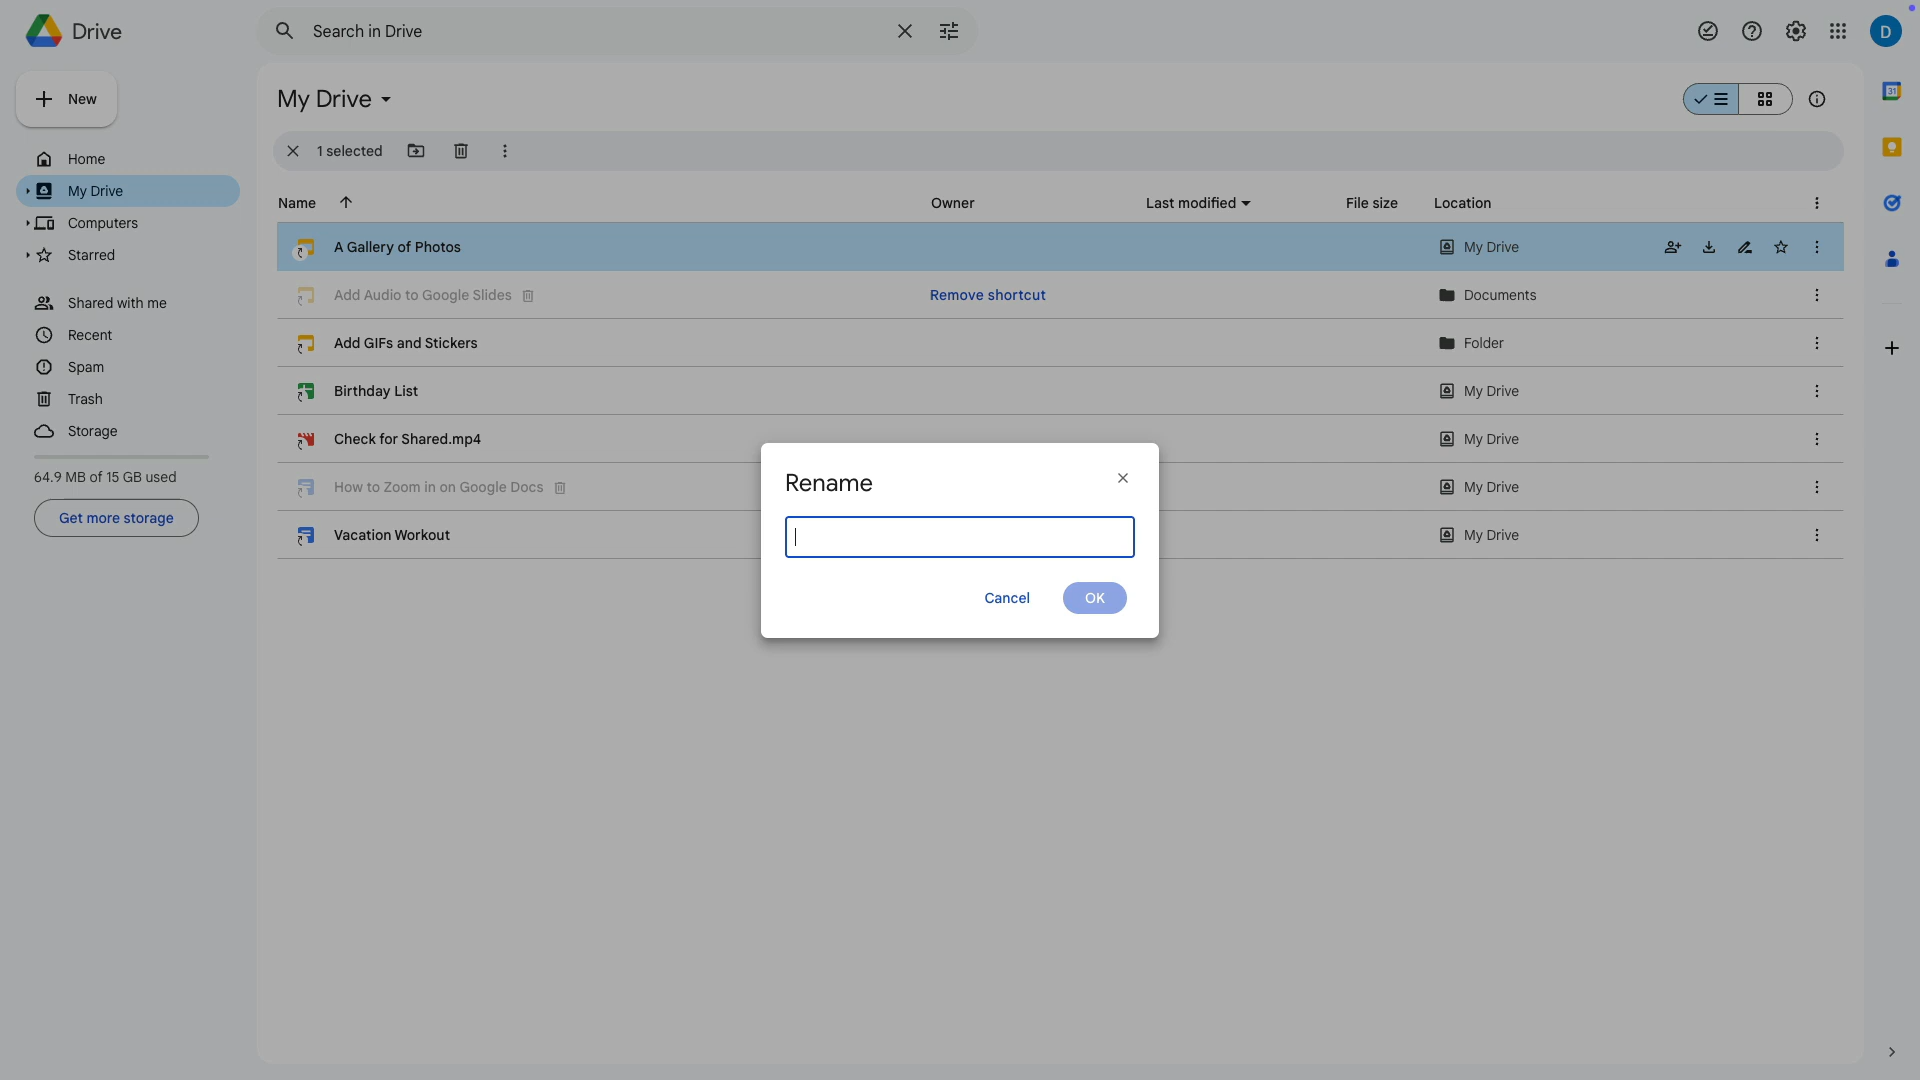 Drive
Search in Drive
D
New
Home
My Drive
Computers
Starred
Shared with me
Recent
Spam
Trash
Storage
64.9 MB of 15 GB used
Get more storage
My Drive
1 selected
Name Owner Last modified File size Location
A Gallery of Photos My Drive
Add Audio to Google Slides Remove shortcut Documents
Add GIFs and Stickers Folder
Birthday List My Drive
Check for Shared.mp4 My Drive
How to Zoom in on Google Docs My Drive
Vacation Workout My Drive
Rename
Cancel OK
31